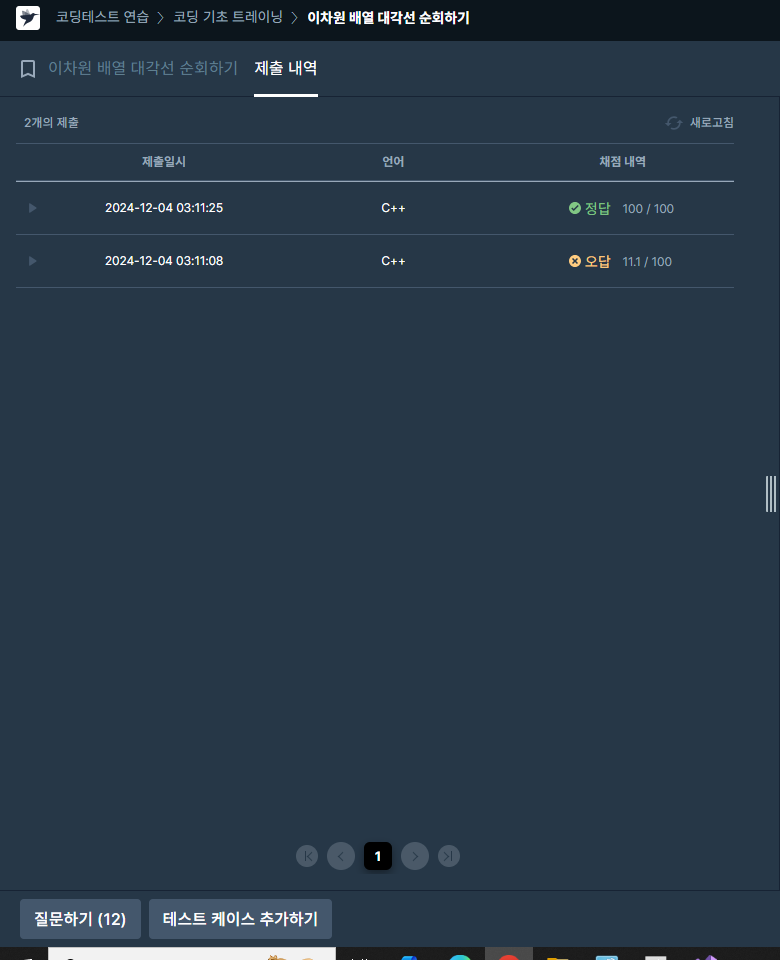 코딩테스트 연습 > 코딩 기초 트레이닝 > 이차원 배열 대각선 순회하기
이차원 배열 대각선 순회하기 제출 내역
2개의 제출 새로고침
제출일시 언어 채점 내역
2024-12-04 03:11:25 C++ 정답 100 / 100
2024-12-04 03:11:08 C++ 오답 11.1 / 100
1
질문하기 (12) 테스트 케이스 추가하기